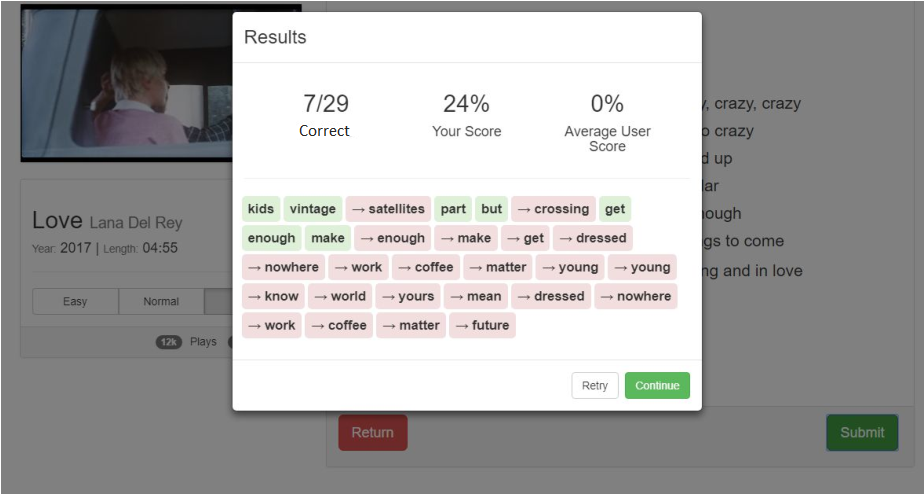 Results
7/29
Correct
24%
Your Score
0%
Average User
Score
kids vintage → satellites part but → crossing get
enough make → enough → make → get → dressed
→ nowhere → work → coffee → matter → young → young
→ know → world → yours → mean → dressed → nowhere
→ work → coffee → matter → future
Retry Continue
Love Lana Del Rey
Year: 2017 | Length: 04:55
Easy Normal
12k Plays
, crazy, crazy
crazy
up
gs to come
ng and in love
Return Submit